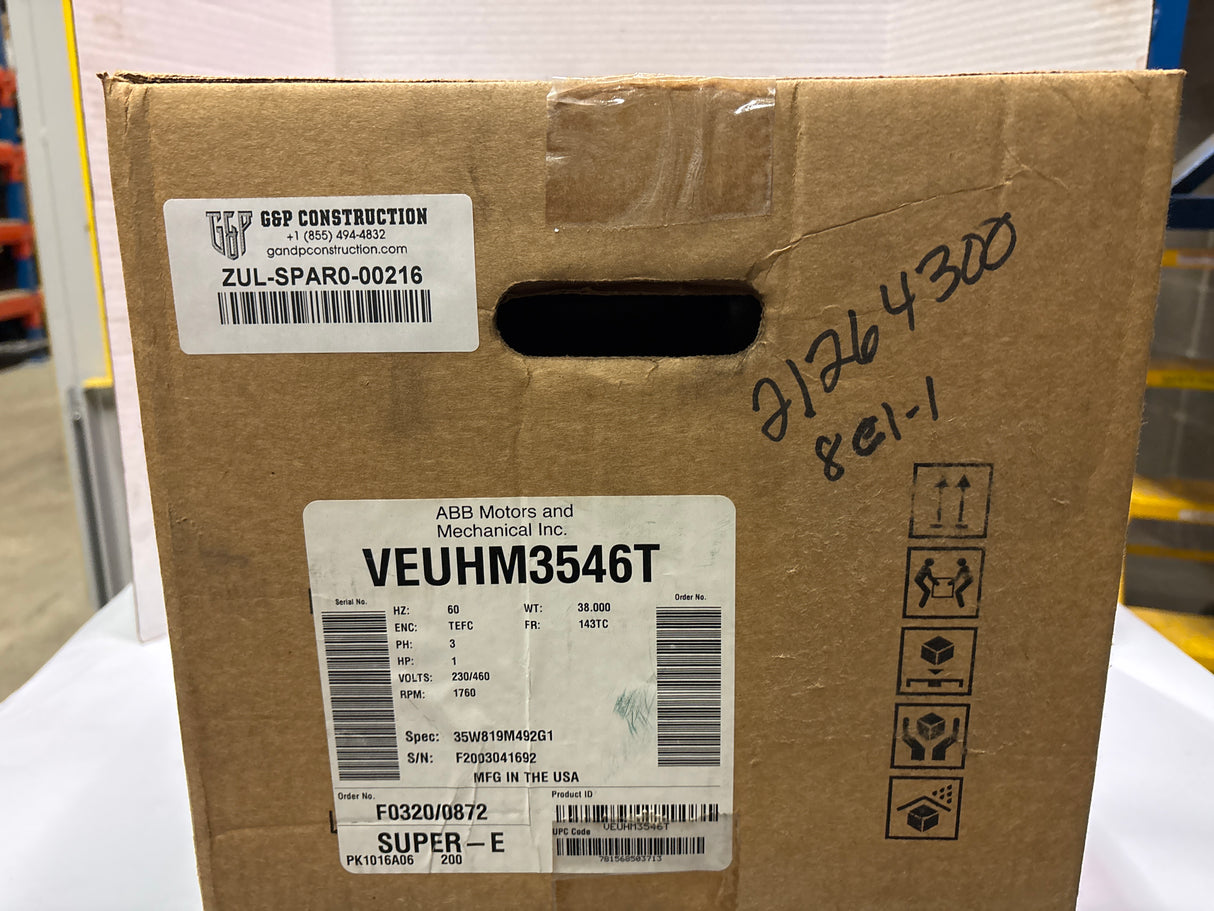 G&P
G&P CONSTRUCTION
+1 (855) 494-4832
gandpconstruction.com
ZUL-SPAR0-00216
21264300
8C1-1
ABB Motors and
Mechanical Inc.
VEUHM3546T
Serial No.
Order No.
HZ: 60 WT: 38.000
ENC: TEFC FR: 143TC
PH: 3
HP: 1
VOLTS: 230/460
RPM: 1760
Spec: 35W819M492G1
S/N: F2003041692
MFG IN THE USA
Order No.
F0320/0872
Product ID
VEUHM3546T
SUPER-E
UPC Code
781568503713
PK1016A06 200